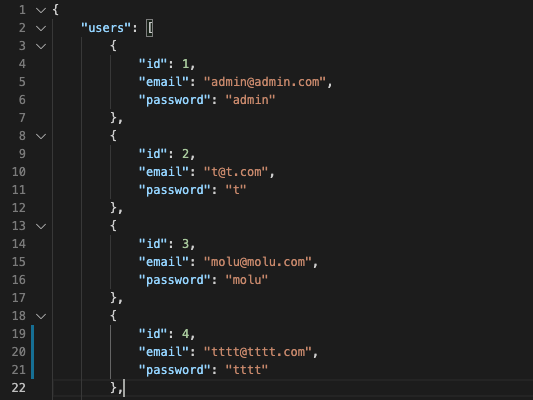 1 {
2 "users": [
3 {
4 "id": 1,
5 "email": "admin@admin.com",
6 "password": "admin"
7 },
8 {
9 "id": 2,
10 "email": "t@t.com",
11 "password": "t"
12 },
13 {
14 "id": 3,
15 "email": "molu@molu.com",
16 "password": "molu"
17 },
18 {
19 "id": 4,
20 "email": "tttt@tttt.com",
21 "password": "tttt"
22 },